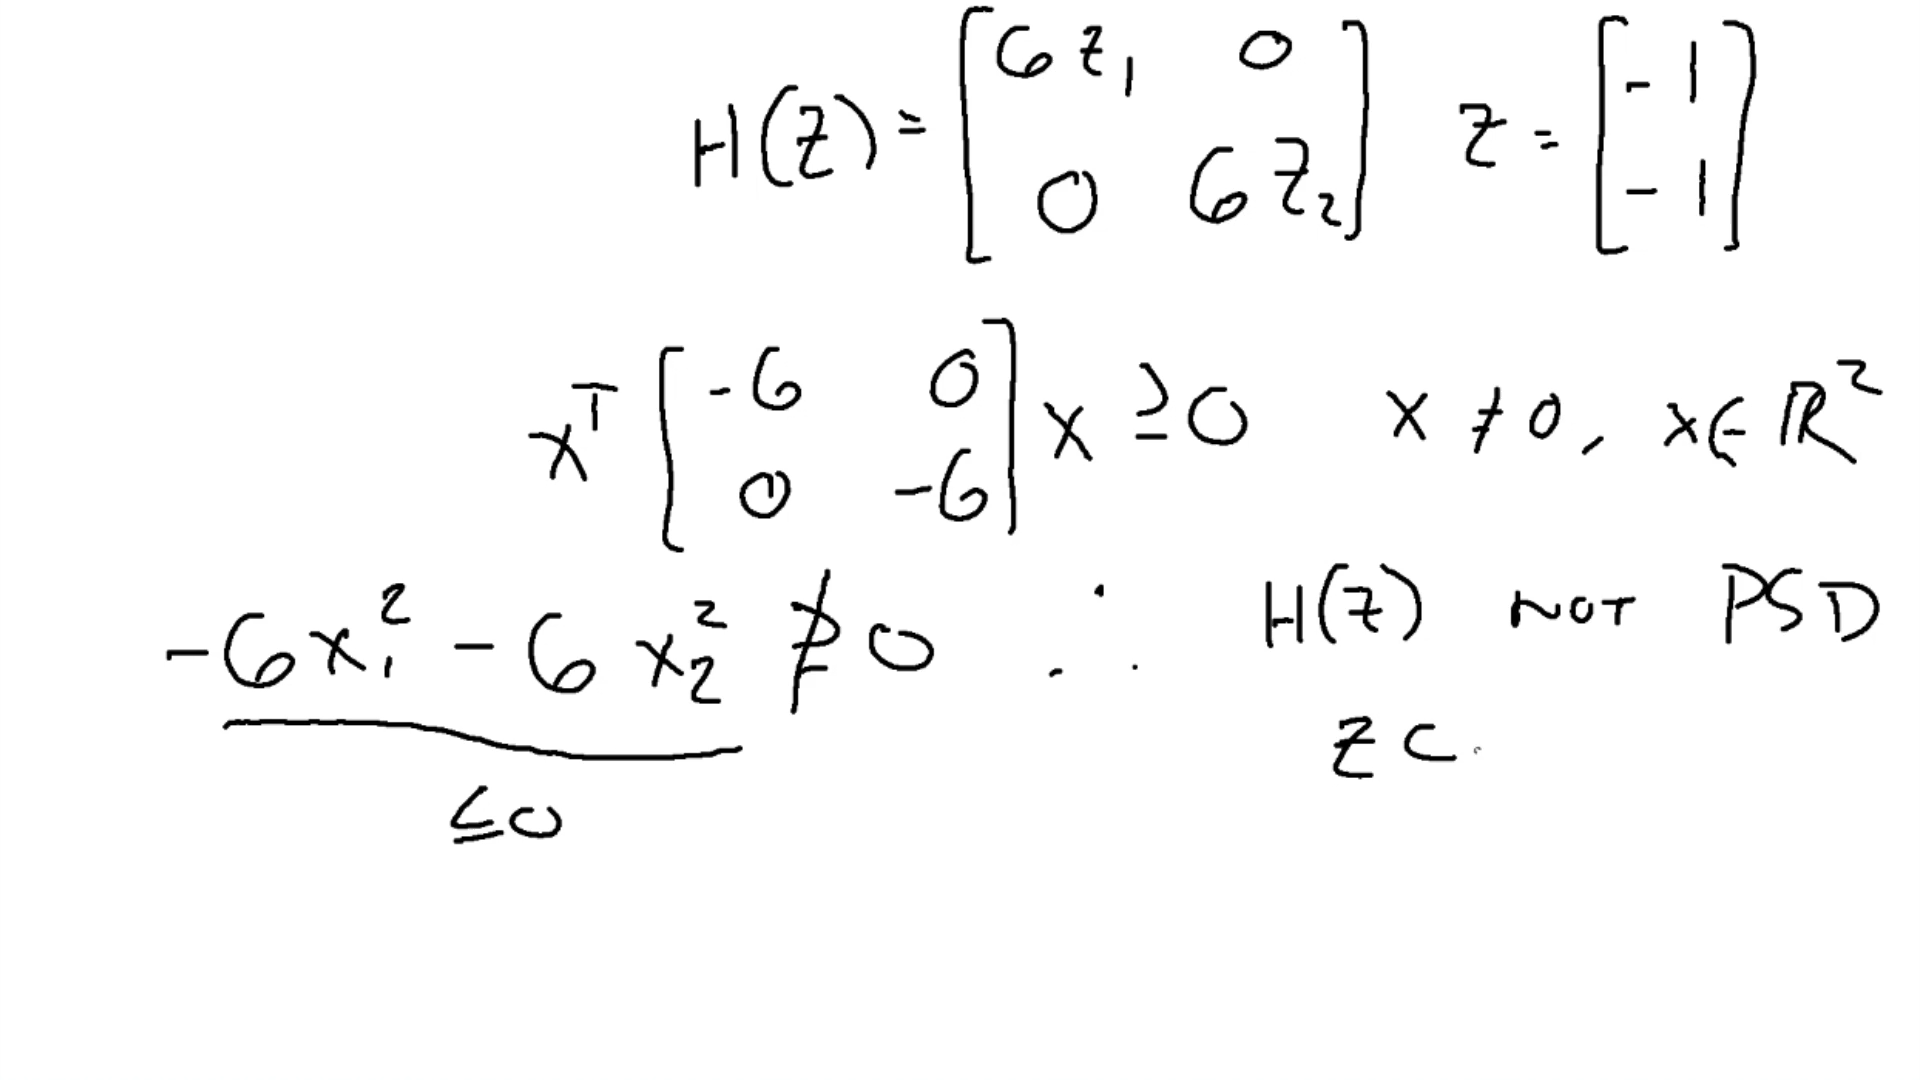 H(z) = [6z₁ 0 0 6z₂] z = [-1 -1]
xᵀ [-6 0 0 -6] x ≥ 0 x ≠ 0, x ∈ ℝ²
-6x₁² - 6x₂² ≱ 0 ∴ H(z) NOT PSD
≤0
z c